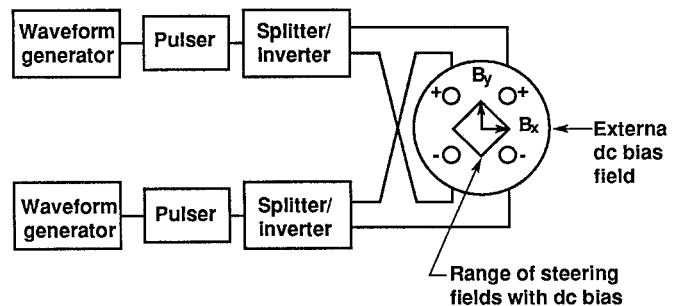 Waveform
generator
Pulser
Splitter/
inverter
By
+
+
Bx
-
-
Externa
dc bias
field
Waveform
generator
Pulser
Splitter/
inverter
Range of steering
fields with dc bias